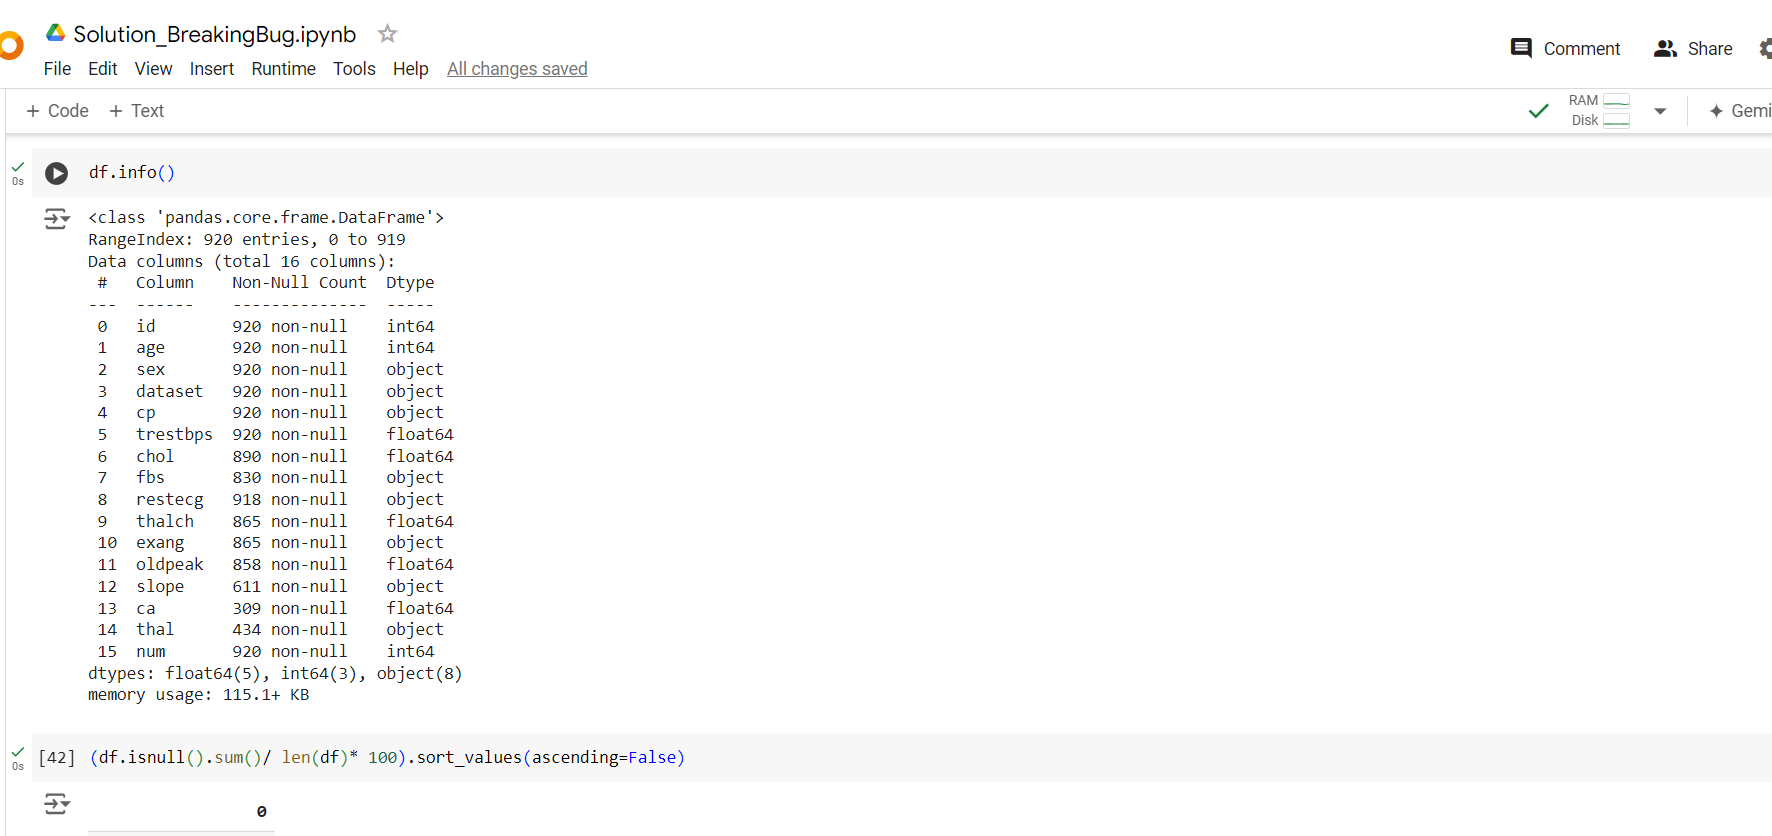 Solution_BreakingBug.ipynb
Comment
Share
File Edit View Insert Runtime Tools Help All changes saved
+ Code + Text
RAM
Disk
Gemi
0s
df.info()
<class 'pandas.core.frame.DataFrame'>
RangeIndex: 920 entries, 0 to 919
Data columns (total 16 columns):
 #   Column    Non-Null Count  Dtype
---  ------    --------------  -----
 0   id        920 non-null    int64
 1   age       920 non-null    int64
 2   sex       920 non-null    object
 3   dataset   920 non-null    object
 4   cp        920 non-null    object
 5   trestbps  920 non-null    float64
 6   chol      890 non-null    float64
 7   fbs       830 non-null    object
 8   restecg   918 non-null    object
 9   thalch    865 non-null    float64
 10  exang     865 non-null    object
 11  oldpeak   858 non-null    float64
 12  slope     611 non-null    object
 13  ca        309 non-null    float64
 14  thal      434 non-null    object
 15  num       920 non-null    int64
dtypes: float64(5), int64(3), object(8)
memory usage: 115.1+ KB
0s
[42] (df.isnull().sum()/ len(df)* 100).sort_values(ascending=False)
0